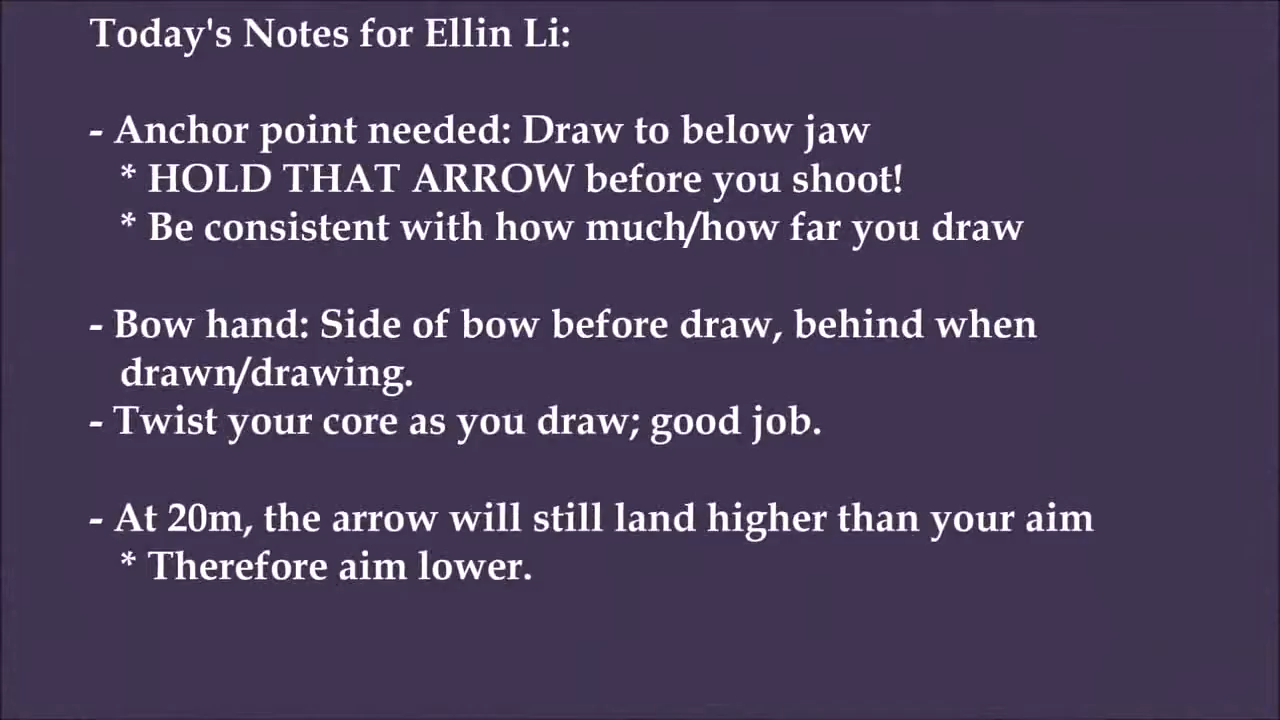 Today's Notes for Ellin Li:
- Anchor point needed: Draw to below jaw
* HOLD THAT ARROW before you shoot!
* Be consistent with how much/how far you draw
- Bow hand: Side of bow before draw, behind when
drawn/drawing.
- Twist your core as you draw; good job.
- At 20m, the arrow will still land higher than your aim
* Therefore aim lower.